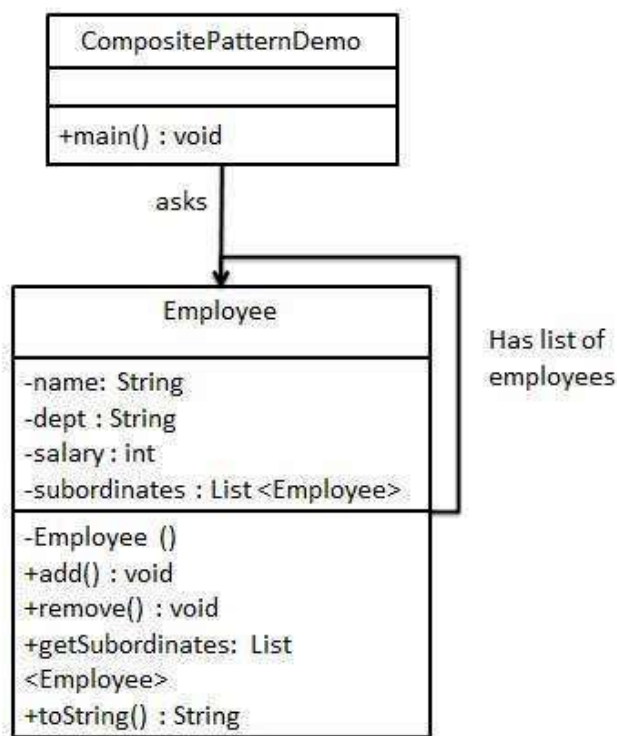 CompositePatternDemo
+main() : void
asks
Employee
-name: String
-dept : String
-salary : int
-subordinates : List <Employee>
Has list of
employees
-Employee ()
+add() : void
+remove() : void
+getSubordinates: List
<Employee>
+toString() : String